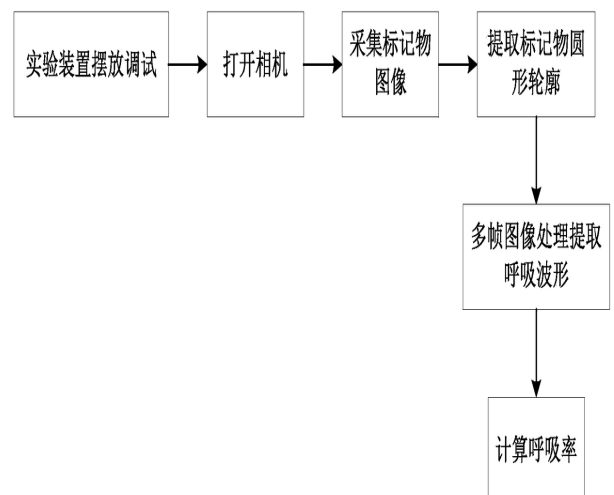 实验装置摆放调试
打开相机
采集标记物
图像
提取标记物圆
形轮廓
多帧图像处理提取
呼吸波形
计算呼吸率